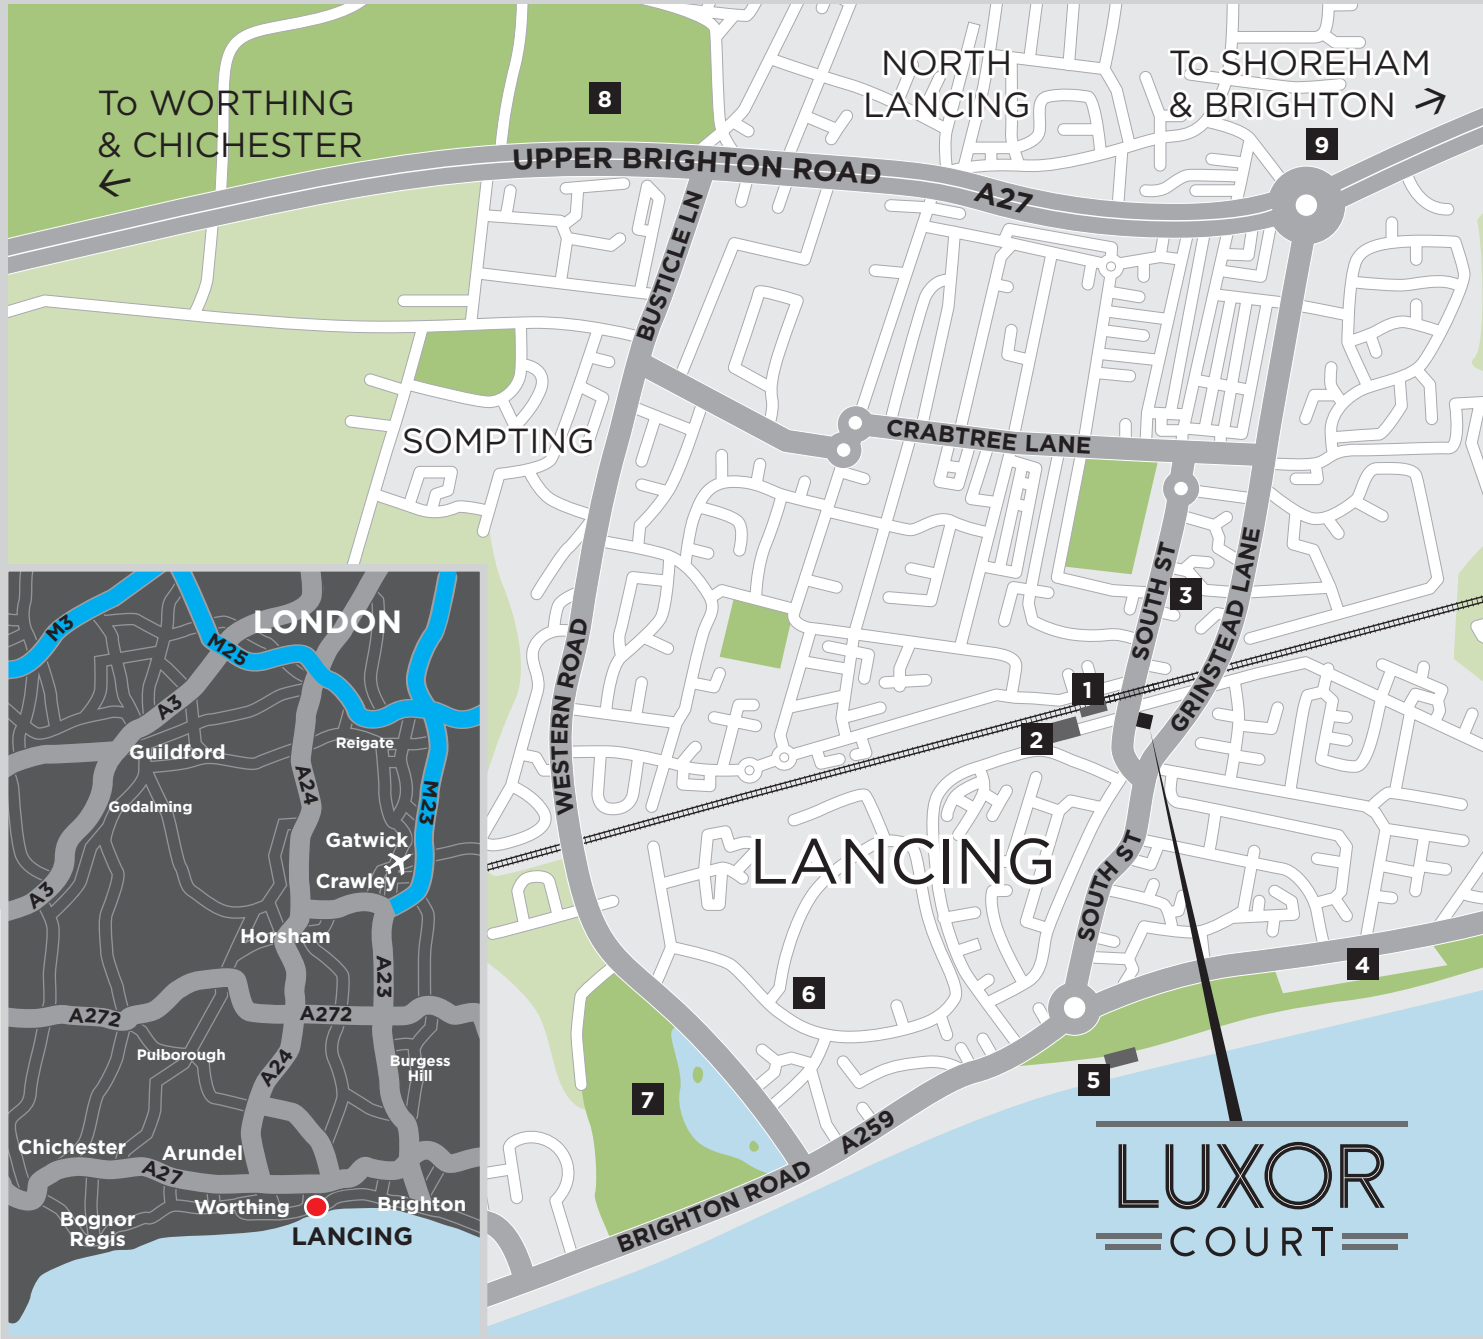 To WORTHING
& CHICHESTER
8
NORTH
LANCING
To SHOREHAM
& BRIGHTON
9
UPPER BRIGHTON ROAD
A27
BUSTICLE LN
SOMPTING
CRABTREE LANE
SOUTH ST
3
GRINSTEAD LANE
WESTERN ROAD
1
2
LANCING
SOUTH ST
4
6
5
7
A259
BRIGHTON ROAD
LUXOR
COURT
M3
LONDON
M25
A3
Guildford
Reigate
A24
Godalming
M23
Gatwick
Crawley
A3
Horsham
A23
A272
A272
Pulborough
A24
Burgess
Hill
Chichester
Arundel
A27
Worthing
Brighton
Bognor
Regis
LANCING